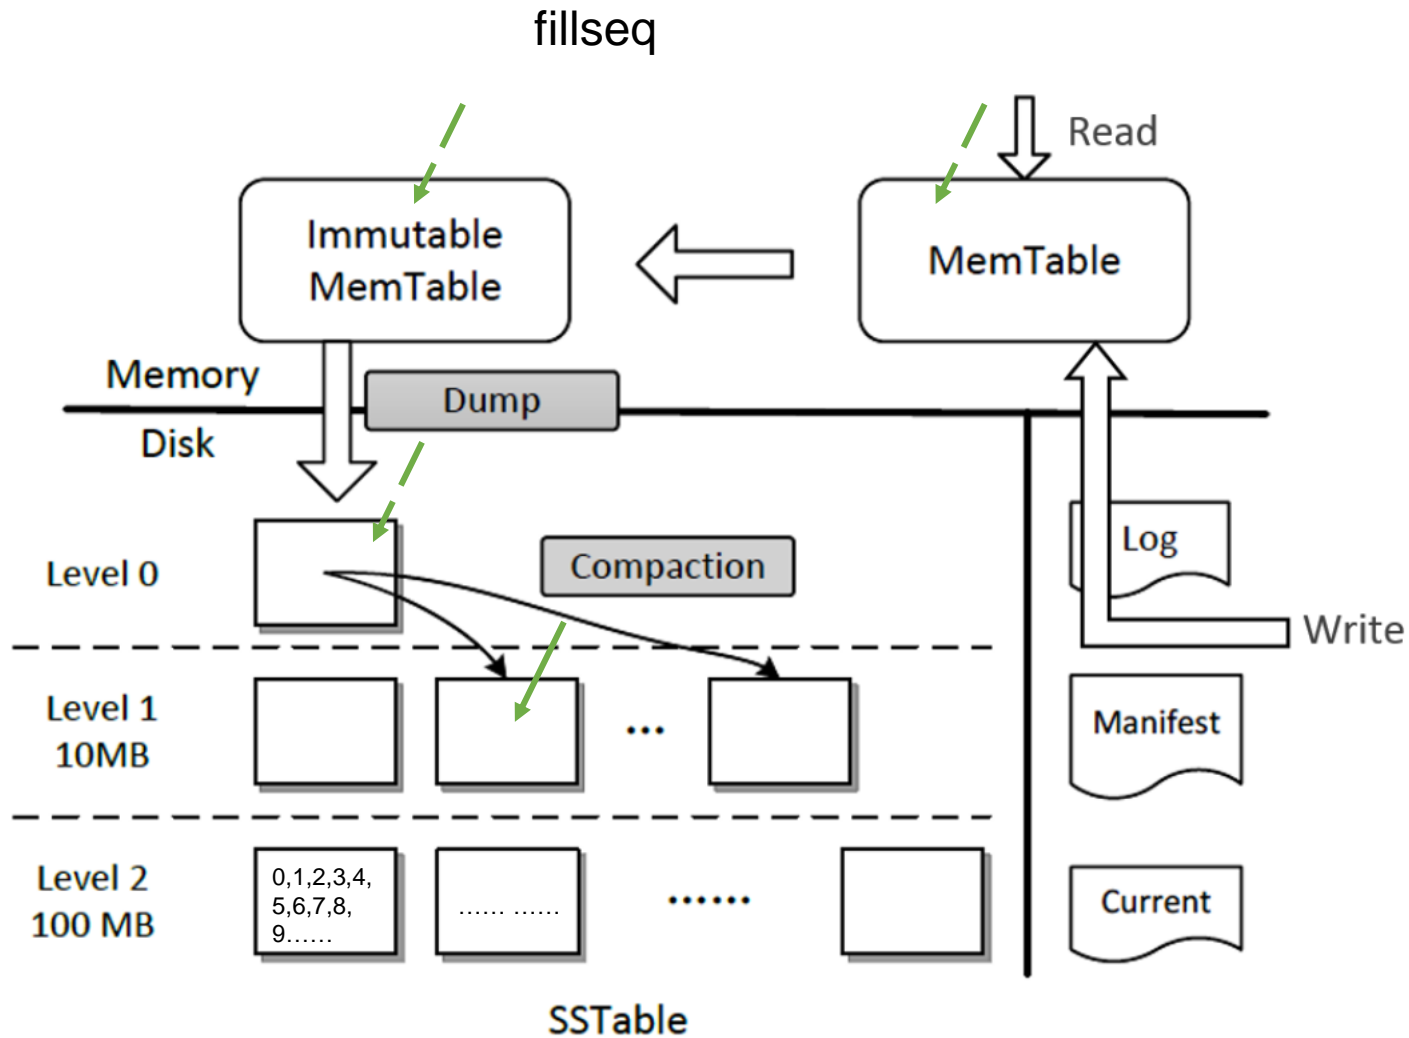 fillseq
Read
Immutable
MemTable
MemTable
Memory
Dump
Disk
Level 0
Compaction
Log
Write
Level 1
10MB
...
Manifest
Level 2
100 MB
0,1,2,3,4,
5,6,7,8,
9……
…… ……
……
Current
SSTable